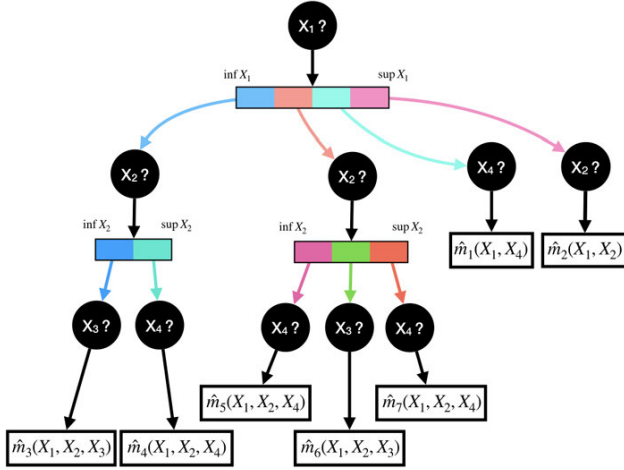 X₁ ?
inf X₁ sup X₁
X₂ ? X₂ ? X₄ ? X₂ ?
inf X₂ sup X₂ inf X₂ sup X₂
m̂₁(X₁, X₄) m̂₂(X₁, X₂)
X₃ ? X₄ ? X₄ ? X₃ ? X₄ ?
m̂₅(X₁, X₂, X₄) m̂₇(X₁, X₂, X₄)
m̂₃(X₁, X₂, X₃) m̂₄(X₁, X₂, X₄) m̂₆(X₁, X₂, X₃)